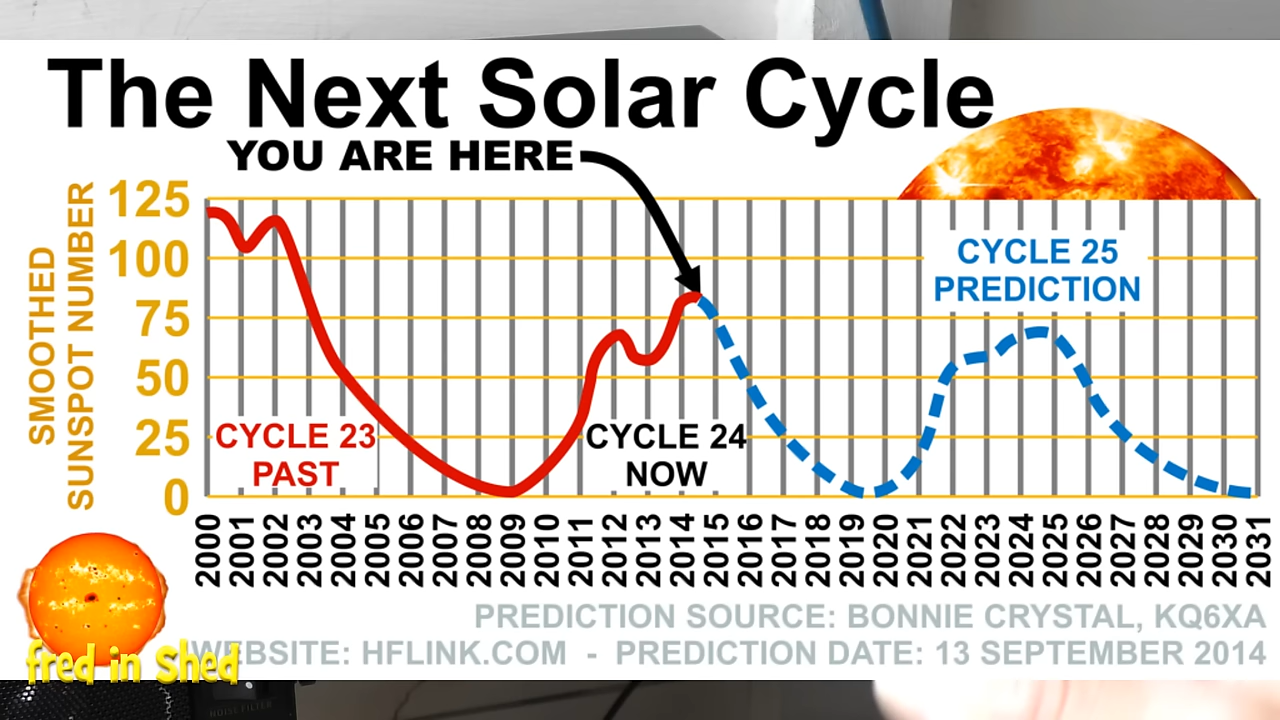 The Next Solar Cycle
YOU ARE HERE
SMOOTHED
SUNSPOT NUMBER
125
100
75
50
25
0
CYCLE 25
PREDICTION
CYCLE 23
PAST
CYCLE 24
NOW
2000 2001 2002 2003 2004 2005 2006 2007 2008 2009 2010 2011 2012 2013 2014 2015 2016 2017 2018 2019 2020 2021 2022 2023 2024 2025 2026 2027 2028 2029 2030 2031
PREDICTION SOURCE: BONNIE CRYSTAL, KQ6XA
WEBSITE: HFLINK.COM - PREDICTION DATE: 13 SEPTEMBER 2014
fred in Shed
NOISE FILTER